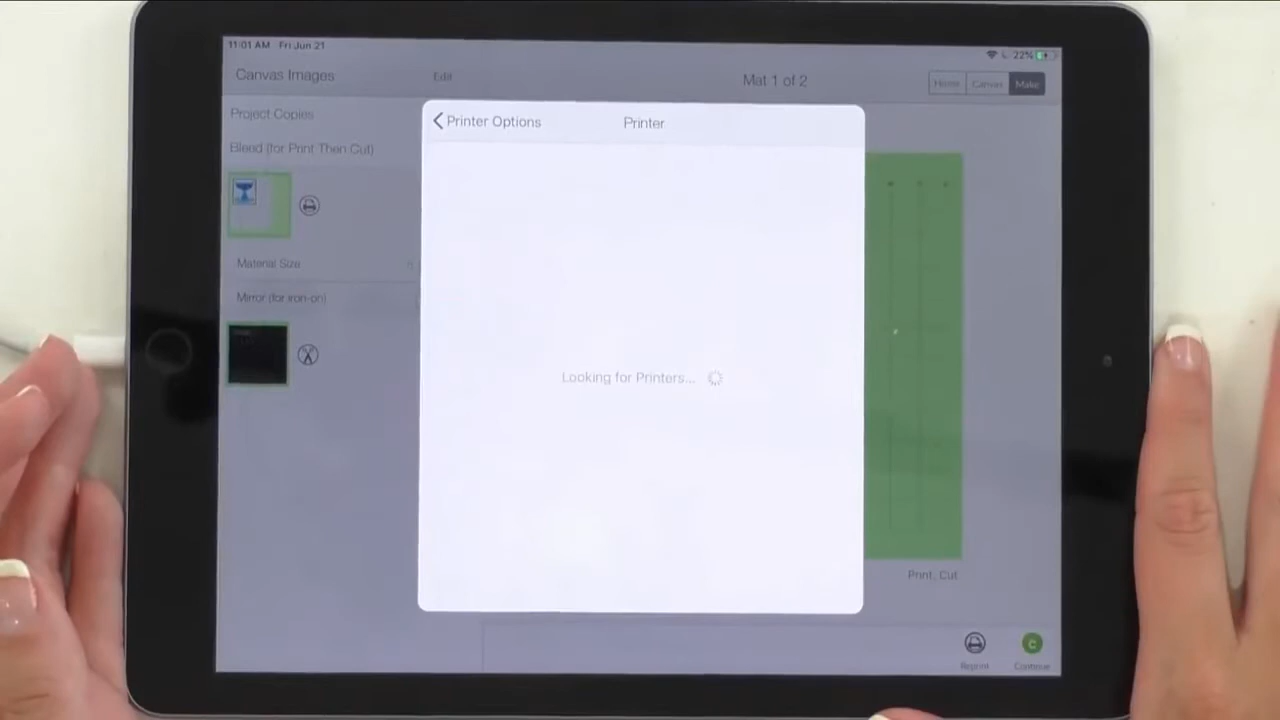 11:01 AM Fri Jun 21
22%
Canvas Images
Edit
Mat 1 of 2
Home
Canvas
Make
Project Copies
Printer Options
Printer
Bleed (for Print Then Cut)
Material Size
Mirror (for iron-on)
Looking for Printers...
Print, Cut
C
Reprint
Continue